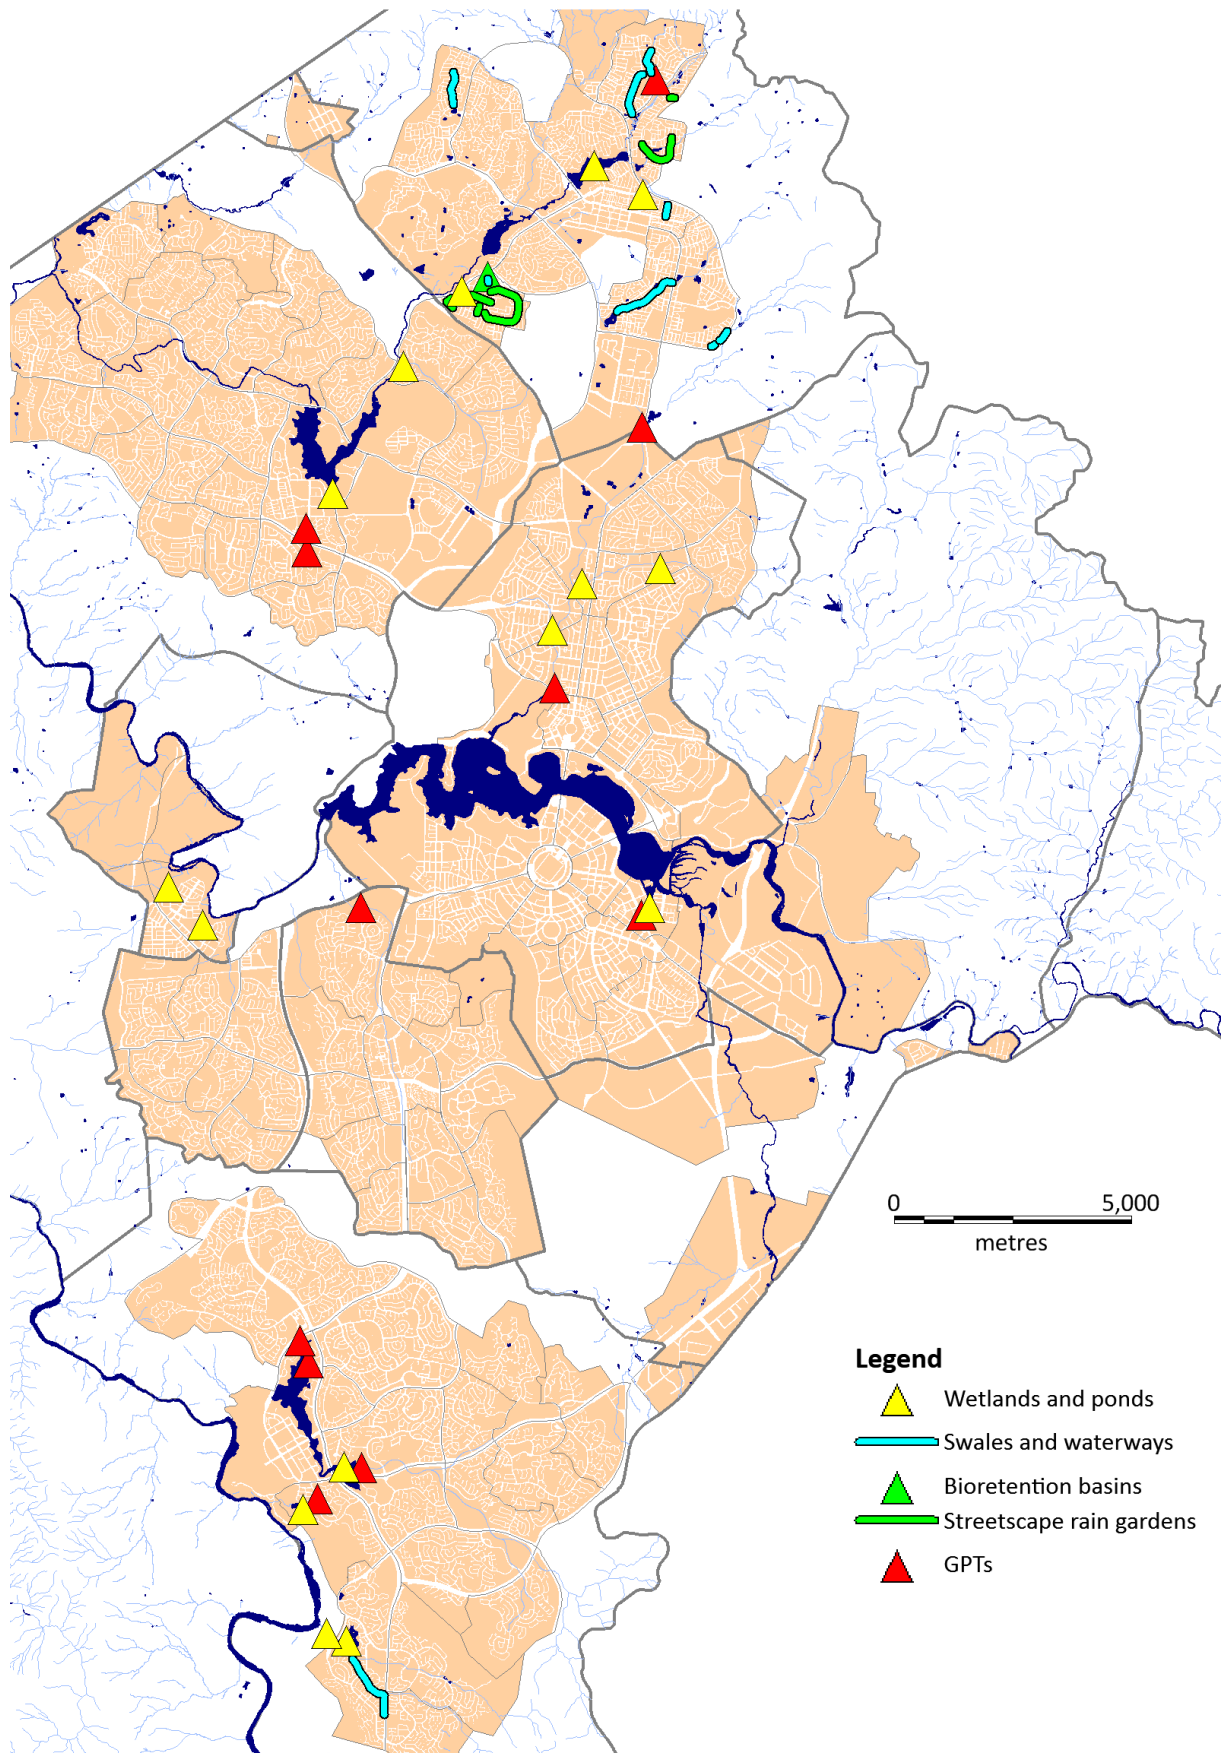 0 5,000
metres
Legend
Wetlands and ponds
Swales and waterways
Bioretention basins
Streetscape rain gardens
GPTs